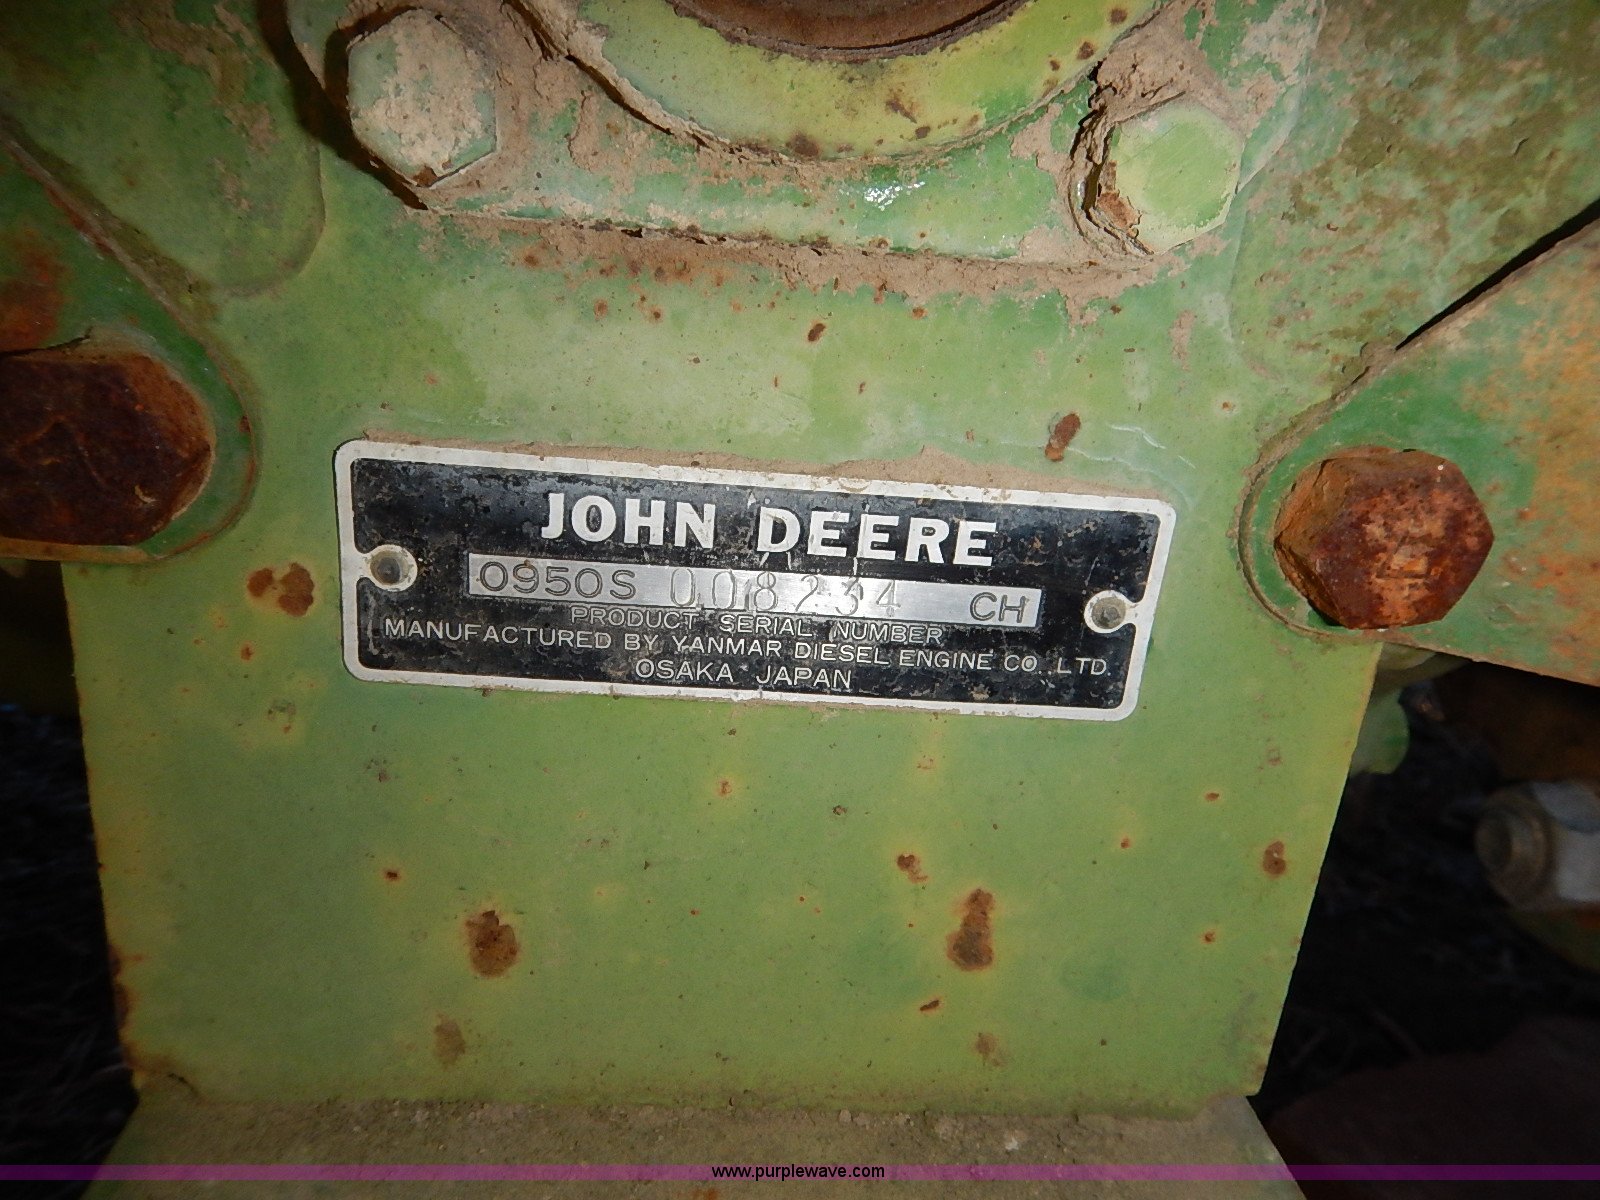 JOHN DEERE
0950S 008234 CH
PRODUCT SERIAL NUMBER
MANUFACTURED BY YANMAR DIESEL ENGINE CO., LTD.
OSAKA JAPAN
www.purplewave.com